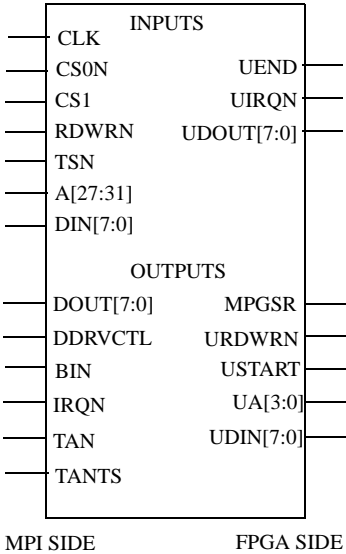 INPUTS
CLK
CS0N UEND
CS1 UIRQN
RDWRN UDOUT[7:0]
TSN
A[27:31]
DIN[7:0]
OUTPUTS
DOUT[7:0] MPGSR
DDRVCTL URDWRN
BIN USTART
IRQN UA[3:0]
TAN UDIN[7:0]
TANTS
MPI SIDE FPGA SIDE